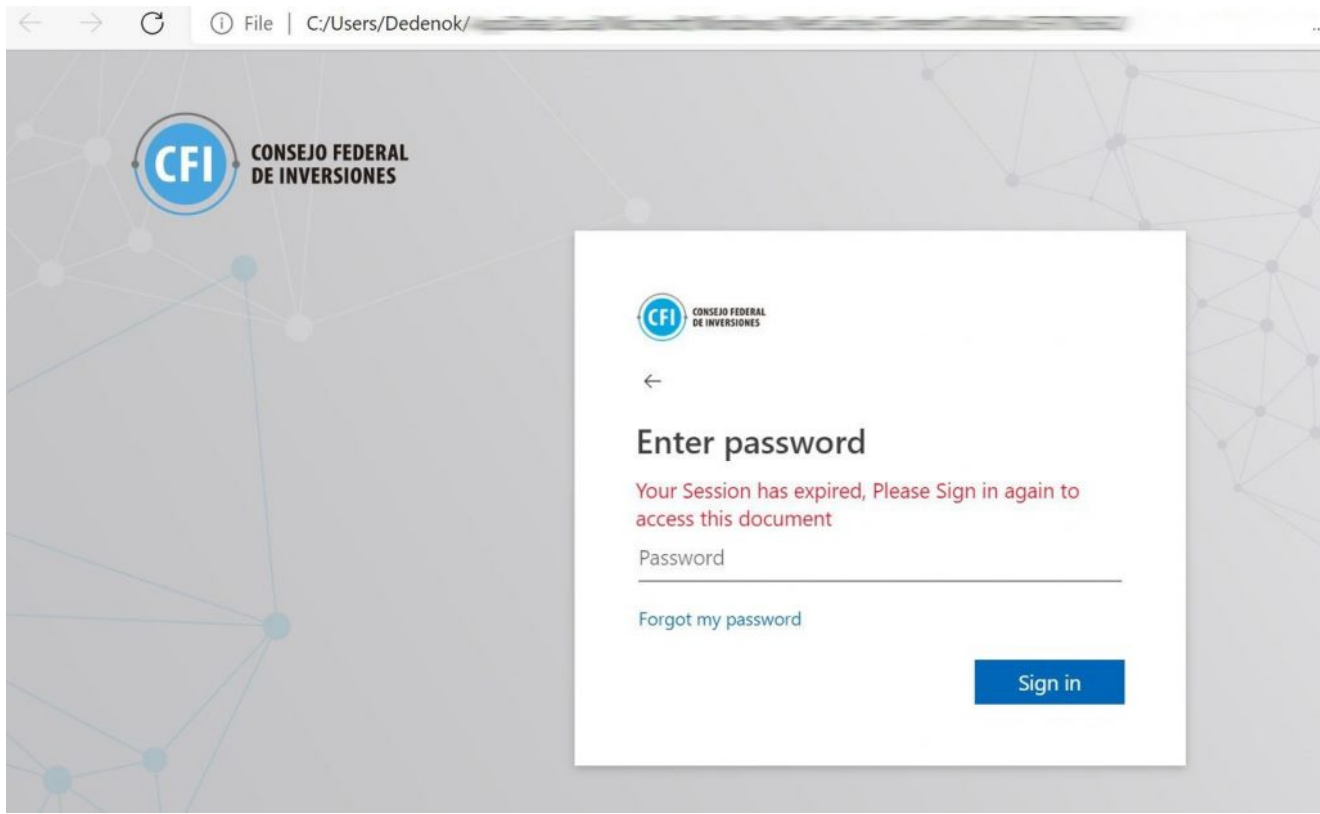 File | C:/Users/Dedenok/
CFI CONSEJO FEDERAL
DE INVERSIONES
CFI CONSEJO FEDERAL
DE INVERSIONES
Enter password
Your Session has expired, Please Sign in again to
access this document
Password
Forgot my password
Sign in